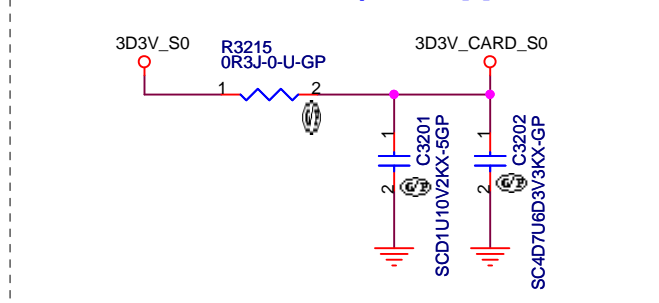 3D3V_S0
R3215
0R3J-0-U-GP
3D3V_CARD_S0
1
2
G/P
1
2
G/P
C3201
SCD1U10V2KX-5GP
1
2
G/P
C3202
SC4D7U6D3V3KX-GP